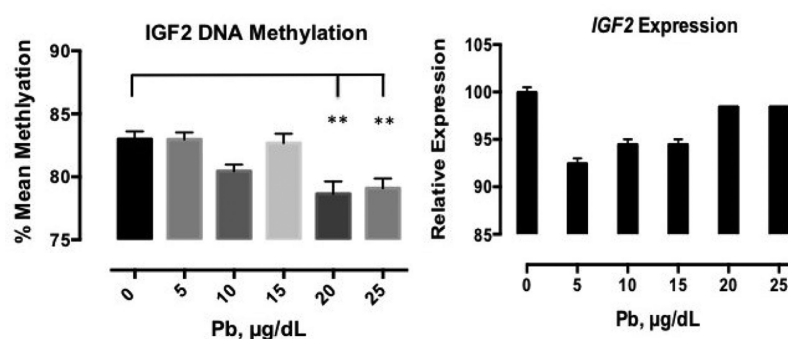 IGF2 DNA Methylation
90
85
80
75
% Mean Methlyation
** **
0 5 10 15 20 25
Pb, µg/dL
IGF2 Expression
105
100
95
90
85
Relative Expression
0 5 10 15 20 25
Pb, µg/dL